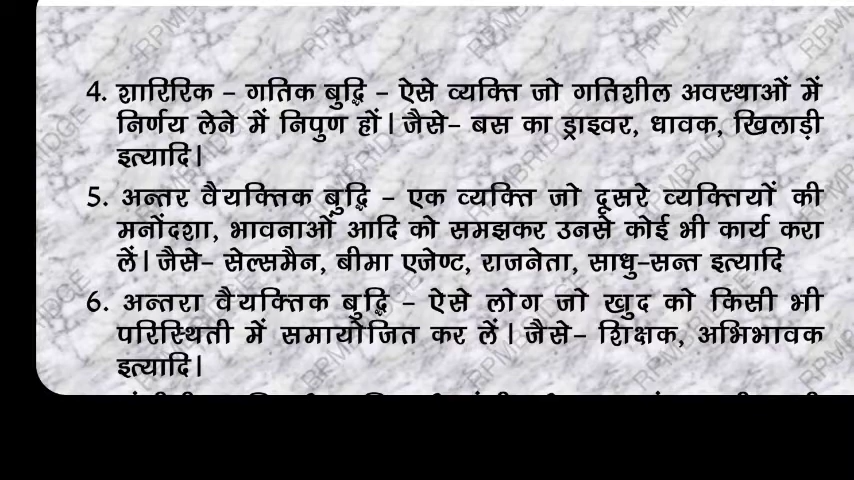 4. शारिरिक – गतिक बुद्धि – ऐसे व्यक्ति जो गतिशील अवस्थाओं में
निर्णय लेने में निपुण हों | जैसे– बस का ड्राइवर, धावक, खिलाड़ी
इत्यादि|
5. अन्तर वैयक्तिक बुद्धि – एक व्यक्ति जो दूसरे व्यक्तियों की
मनोंदशा, भावनाओं आदि को समझकर उनसे कोई भी कार्य करा
लें | जैसे– सेल्समैन, बीमा एजेण्ट, राजनेता, साधु–सन्त इत्यादि
6. अन्तरा वैयक्तिक बुद्धि – ऐसे लोग जो खुद को किसी भी
परिस्थिती में समायोजित कर लें | जैसे– शिक्षक, अभिभावक
इत्यादि|